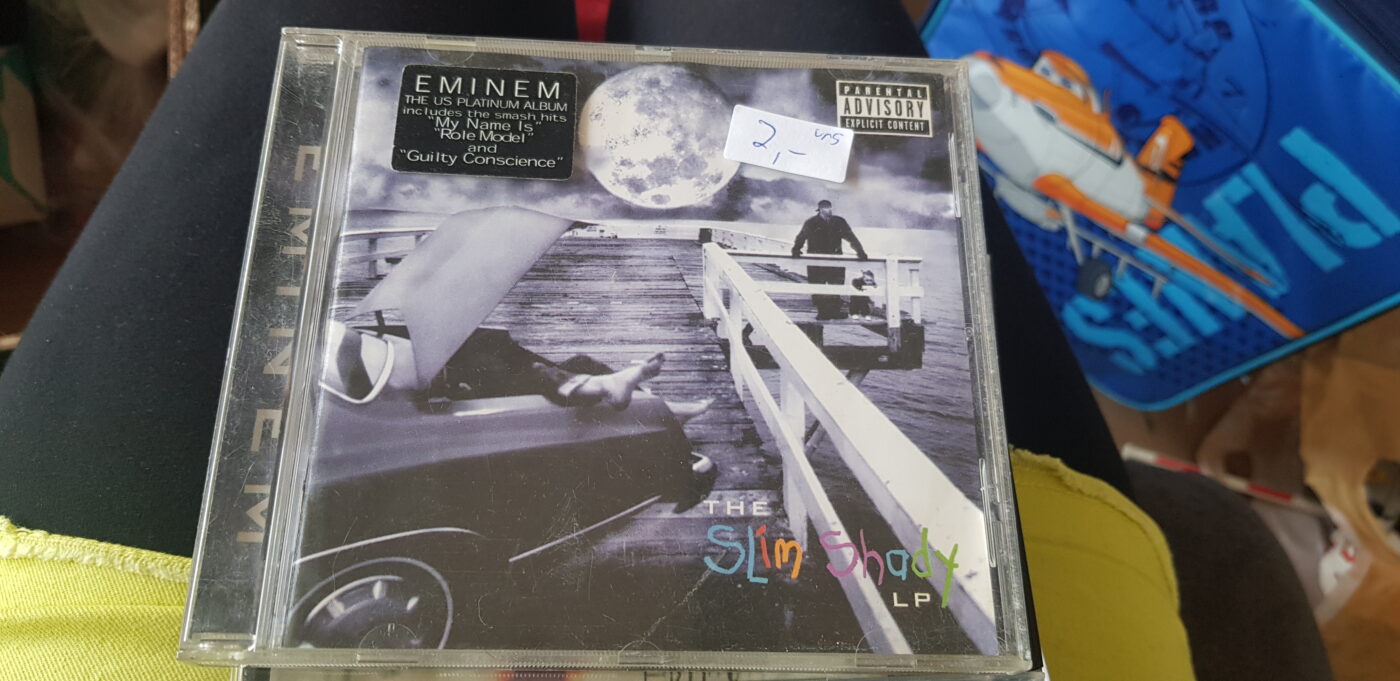 EMINEM
THE US PLATINUM ALBUM
includes the smash hits
"My Name Is"
"Role Model"
and
"Guilty Conscience"
PARENTAL
ADVISORY
EXPLICIT CONTENT
2,-
EMINEM
THE
SLim Shady
LP
PLANES